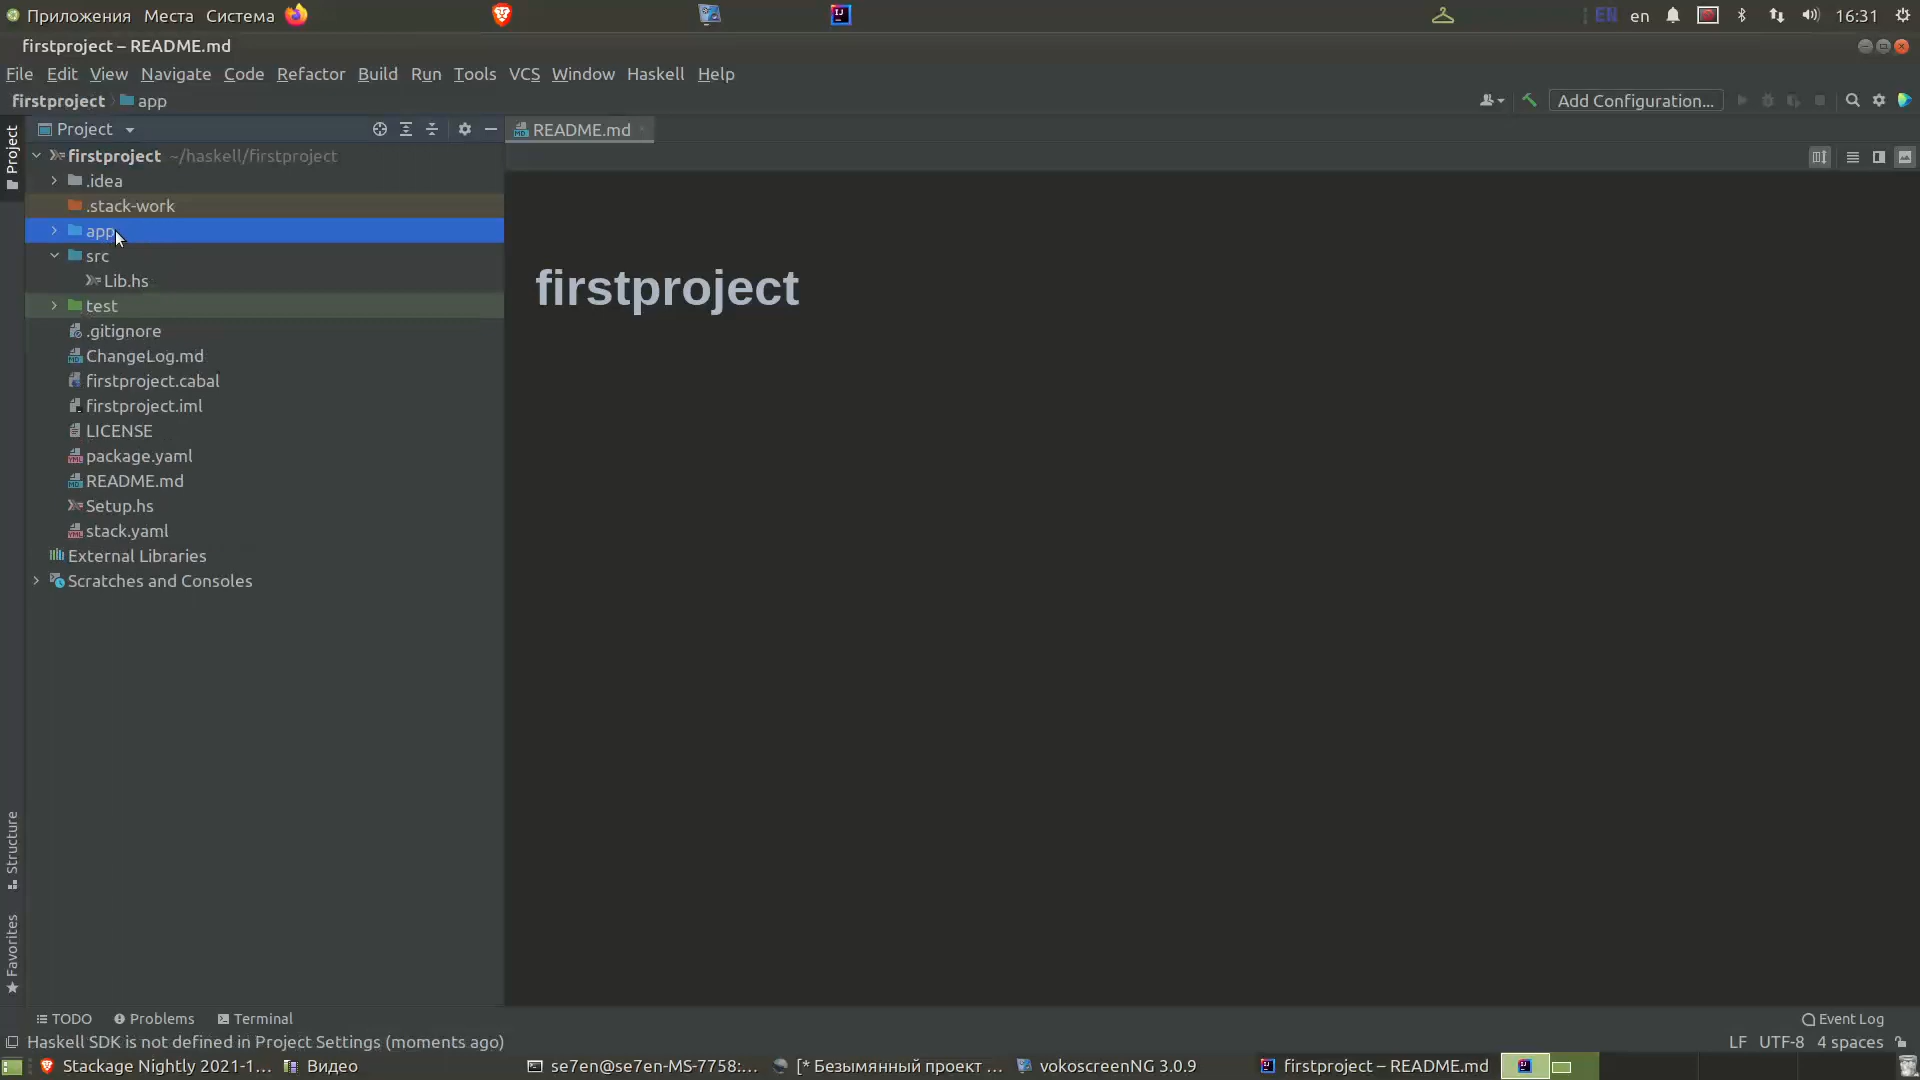 Приложения Места Система EN en 16:31
firstproject – README.md
File Edit View Navigate Code Refactor Build Run Tools VCS Window Haskell Help
firstproject app Add Configuration...
Project README.md
Project
firstproject ~/haskell/firstproject
.idea
.stack-work
app
src
Lib.hs
test
.gitignore
ChangeLog.md
firstproject.cabal
firstproject.iml
LICENSE
package.yaml
README.md
Setup.hs
stack.yaml
External Libraries
Scratches and Consoles
firstproject
Structure
Favorites
TODO Problems Terminal Event Log
Haskell SDK is not defined in Project Settings (moments ago) LF UTF-8 4 spaces
Stackage Nightly 2021-1... Видео se7en@se7en-MS-7758:... [* Безымянный проект ... vokoscreenNG 3.0.9 firstproject – README.md